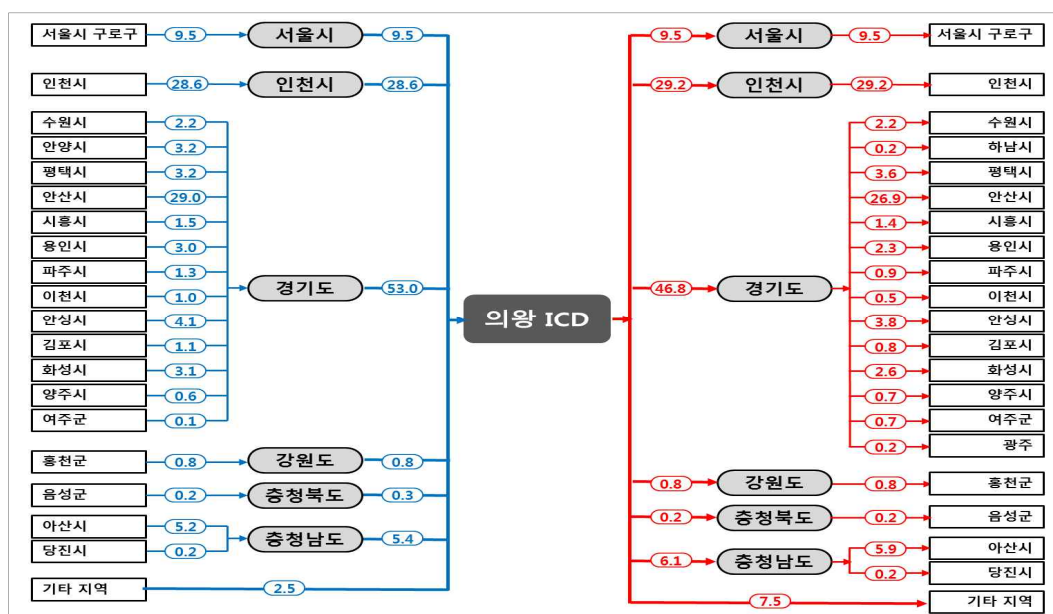 서울시 구로구 9.5 서울시 9.5
인천시 28.6 인천시 28.6
수원시 2.2
안양시 3.2
평택시 3.2
안산시 29.0
시흥시 1.5
용인시 3.0
파주시 1.3
이천시 1.0
안성시 4.1
김포시 1.1
화성시 3.1
양주시 0.6
여주군 0.1
경기도 53.0
홍천군 0.8 강원도 0.8
음성군 0.2 충청북도 0.3
아산시 5.2
당진시 0.2
충청남도 5.4
기타 지역 2.5
의왕 ICD
9.5 서울시 9.5 서울시 구로구
29.2 인천시 29.2 인천시
46.8 경기도
2.2 수원시
0.2 하남시
3.6 평택시
26.9 안산시
1.4 시흥시
2.3 용인시
0.9 파주시
0.5 이천시
3.8 안성시
0.8 김포시
2.6 화성시
0.7 양주시
0.7 여주군
0.2 광주
0.8 강원도 0.8 홍천군
0.2 충청북도 0.2 음성군
6.1 충청남도
5.9 아산시
0.2 당진시
7.5 기타 지역